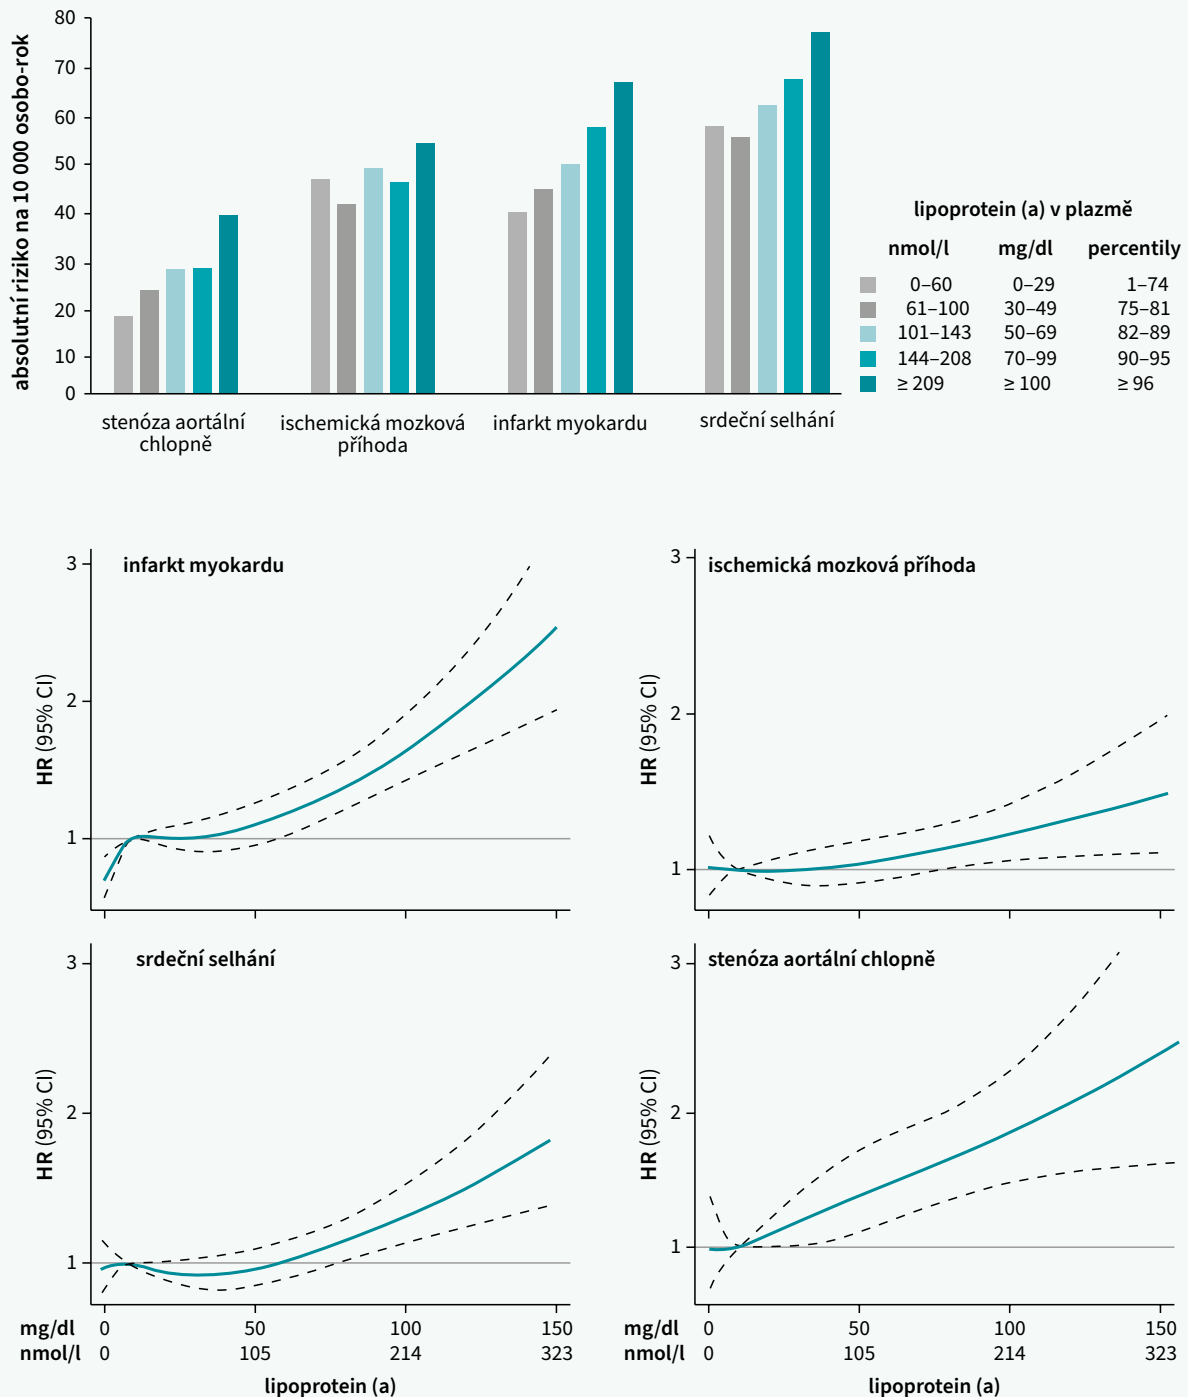 80
70
60
50
40
30
20
10
0
absolutní riziko na 10 000 osobo-rok
stenóza aortální
chlopně
ischemická mozková
příhoda
infarkt myokardu
srdeční selhání
lipoprotein (a) v plazmě
nmol/l mg/dl percentily
0–60 0–29 1–74
61–100 30–49 75–81
101–143 50–69 82–89
144–208 70–99 90–95
≥ 209 ≥ 100 ≥ 96
infarkt myokardu
3
2
1
HR (95% CI)
ischemická mozková příhoda
3
2
1
HR (95% CI)
srdeční selhání
3
2
1
HR (95% CI)
mg/dl 0 50 100 150
nmol/l 0 105 214 323
lipoprotein (a)
stenóza aortální chlopně
3
2
1
HR (95% CI)
mg/dl 0 50 100 150
nmol/l 0 105 214 323
lipoprotein (a)